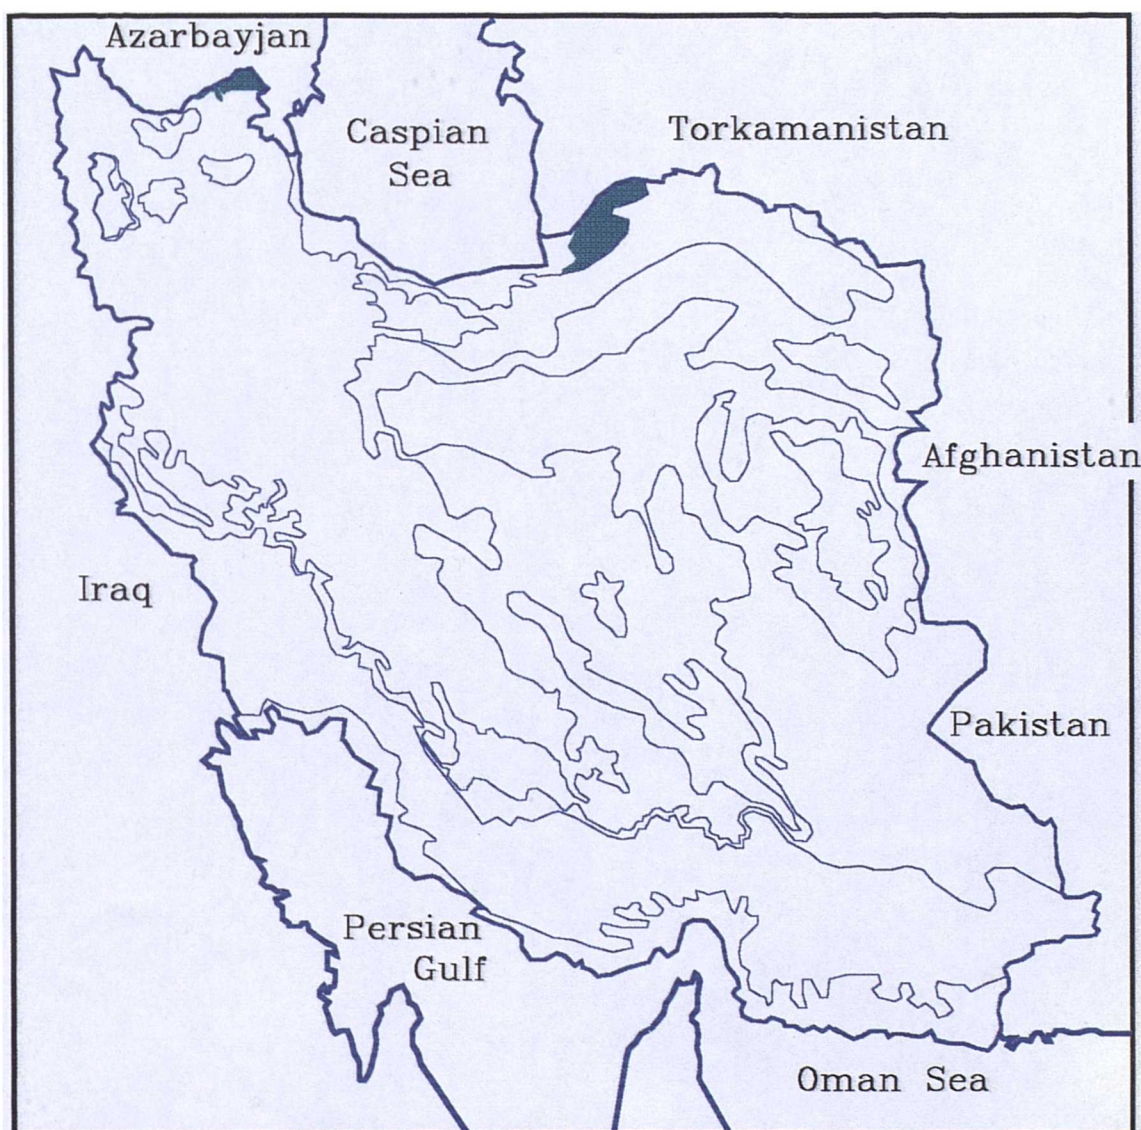 Azarbayjan
Caspian
Sea
Torkamanistan
Afghanistan
Iraq
Pakistan
Persian
Gulf
Oman Sea